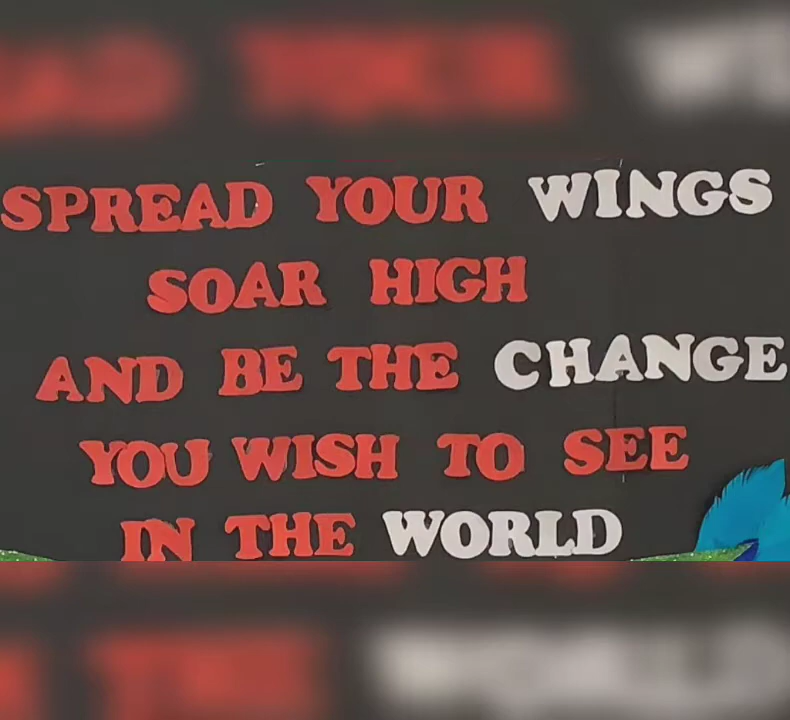 SPREAD YOUR WINGS
SOAR HIGH
AND BE THE CHANGE
YOU WISH TO SEE
IN THE WORLD